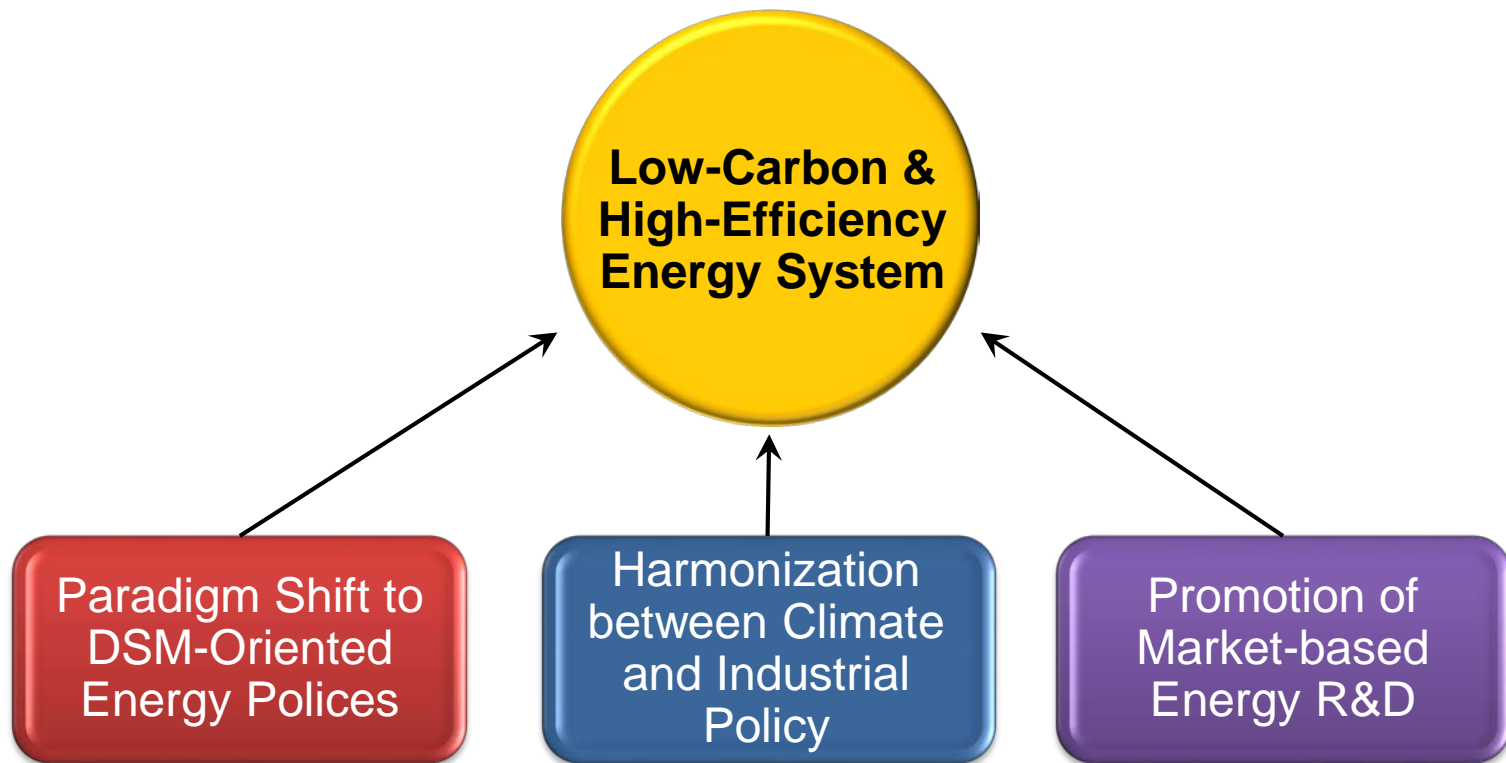 Low-Carbon &
High-Efficiency
Energy System
Paradigm Shift to
DSM-Oriented
Energy Polices
Harmonization
between Climate
and Industrial
Policy
Promotion of
Market-based
Energy R&D